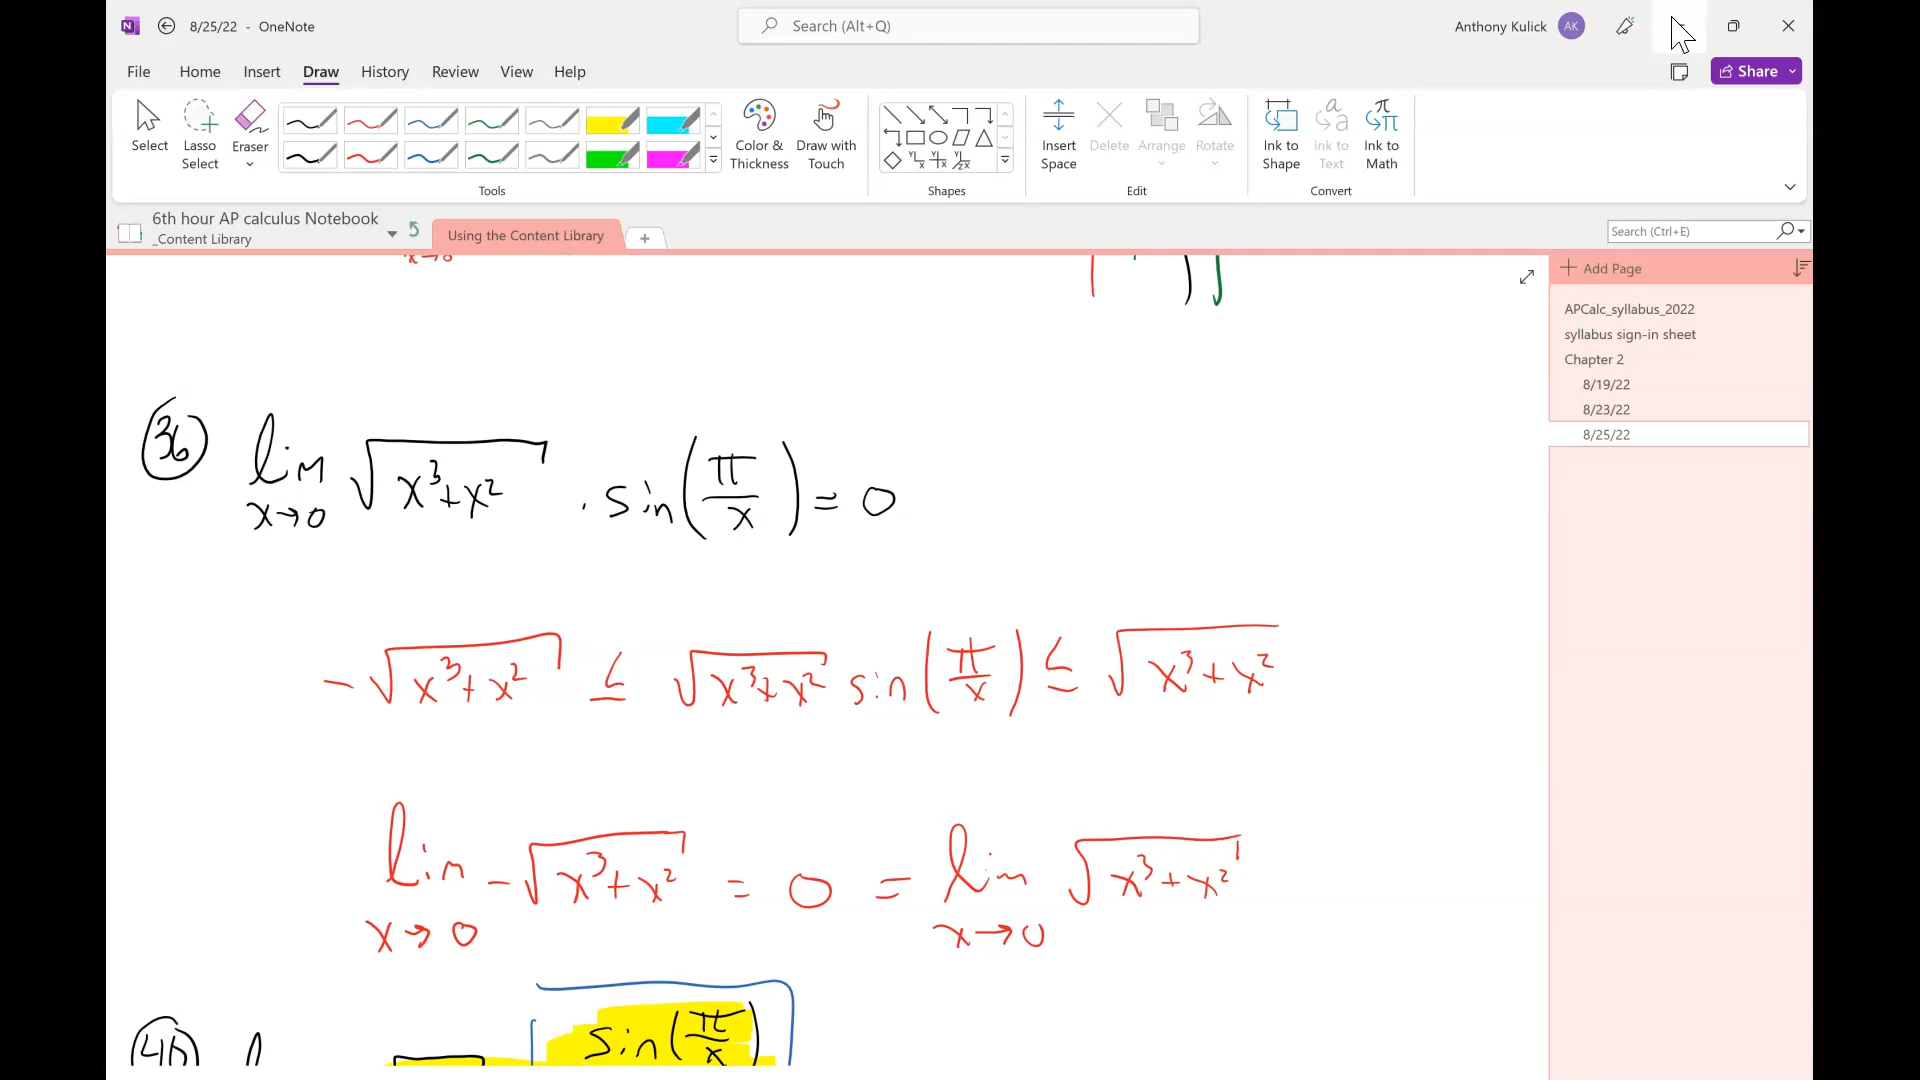 8/25/22 - OneNote
Search (Alt+Q)
Anthony Kulick AK
File Home Insert Draw History Review View Help
Share
Select
Lasso Select
Eraser
Color & Thickness
Draw with Touch
Insert Space
Delete
Arrange
Rotate
Ink to Shape
Ink to Text
Ink to Math
Tools
Shapes
Edit
Convert
6th hour AP calculus Notebook
_Content Library
Using the Content Library
Search (Ctrl+E)
Add Page
APCalc_syllabus_2022
syllabus sign-in sheet
Chapter 2
8/19/22
8/23/22
8/25/22
x→0
36 lim x→0 √(x³+x²) · sin(π/x) = 0
-√(x³+x²) ≤ √(x³+x²) sin(π/x) ≤ √(x³+x²)
lim x→0 -√(x³+x²) = 0 = lim x→0 √(x³+x²)
sin(π/x)